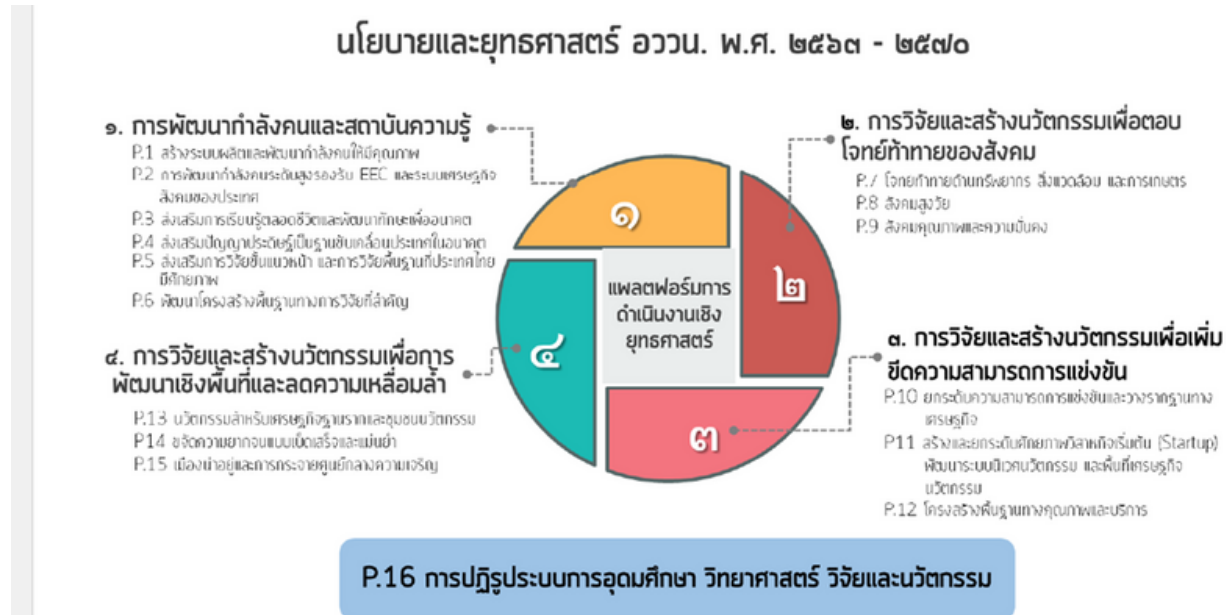 นโยบายและยุทธศาสตร์ อววน. พ.ศ. ๒๕๖๓ - ๒๕๗๐
๑. การพัฒนากำลังคนและสถาบันความรู้
P.1 สร้างระบบผลิตและพัฒนากำลังคนให้มีคุณภาพ
P.2 การพัฒนากำลังคนระดับสูงรองรับ EEC และระบบเศรษฐกิจ
สังคมของประเทศ
P.3 ส่งเสริมการเรียนรู้ตลอดชีวิตและพัฒนาทักษะเพื่ออนาคต
P.4 ส่งเสริมปัญญาประดิษฐ์เป็นฐานขับเคลื่อนประเทศในอนาคต
P.5 ส่งเสริมการวิจัยขั้นแนวหน้า และการวิจัยพื้นฐานที่ประเทศไทย
มีศักยภาพ
P.6 พัฒนาโครงสร้างพื้นฐานทางการวิจัยที่สำคัญ
๒. การวิจัยและสร้างนวัตกรรมเพื่อตอบ
โจทย์ท้าทายของสังคม
P.7 โจทย์ท้าทายด้านทรัพยากร สิ่งแวดล้อม และการเกษตร
P.8 สังคมสูงวัย
P.9 สังคมคุณภาพและความมั่นคง
๑
๒
๓
๔
แพลตฟอร์มการ
ดำเนินงานเชิง
ยุทธศาสตร์
๔. การวิจัยและสร้างนวัตกรรมเพื่อการ
พัฒนาเชิงพื้นที่และลดความเหลื่อมล้ำ
P.13 นวัตกรรมสำหรับเศรษฐกิจฐานรากและชุมชนนวัตกรรม
P14 ขจัดความยากจนแบบเบ็ดเสร็จและแม่นยำ
P.15 เมืองน่าอยู่และการกระจายศูนย์กลางความเจริญ
๓. การวิจัยและสร้างนวัตกรรมเพื่อเพิ่ม
ขีดความสามารถการแข่งขัน
P.10 ยกระดับความสามารถการแข่งขันและวางรากฐานทาง
เศรษฐกิจ
P11 สร้างและยกระดับศักยภาพวิสาหกิจเริ่มต้น (Startup)
พัฒนาระบบนิเวศนวัตกรรม และพื้นที่เศรษฐกิจ
นวัตกรรม
P.12 โครงสร้างพื้นฐานทางคุณภาพและบริการ
P.16 การปฏิรูประบบการอุดมศึกษา วิทยาศาสตร์ วิจัยและนวัตกรรม